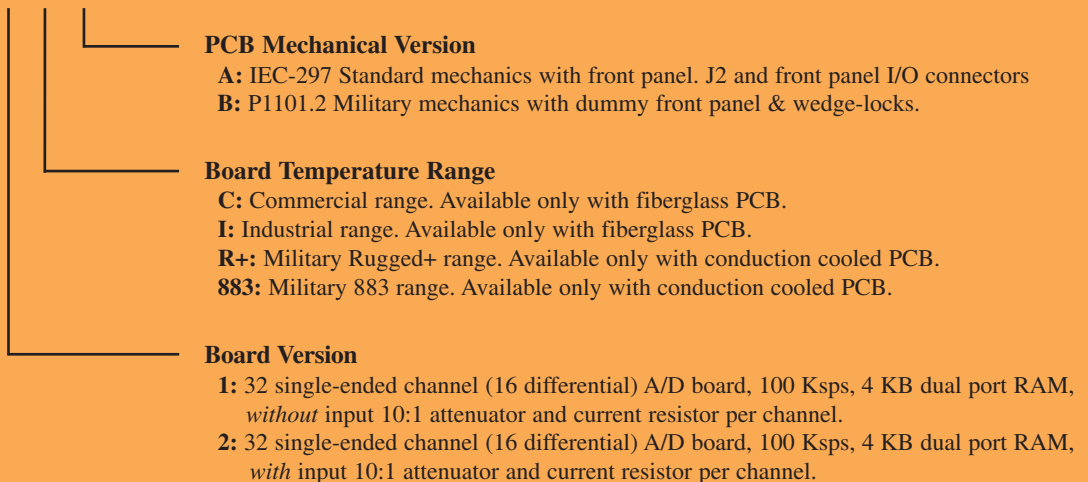 PCB Mechanical Version
A: IEC-297 Standard mechanics with front panel. J2 and front panel I/O connectors
B: P1101.2 Military mechanics with dummy front panel & wedge-locks.
Board Temperature Range
C: Commercial range. Available only with fiberglass PCB.
I: Industrial range. Available only with fiberglass PCB.
R+: Military Rugged+ range. Available only with conduction cooled PCB.
883: Military 883 range. Available only with conduction cooled PCB.
Board Version
1: 32 single-ended channel (16 differential) A/D board, 100 Ksps, 4 KB dual port RAM,
without input 10:1 attenuator and current resistor per channel.
2: 32 single-ended channel (16 differential) A/D board, 100 Ksps, 4 KB dual port RAM,
with input 10:1 attenuator and current resistor per channel.